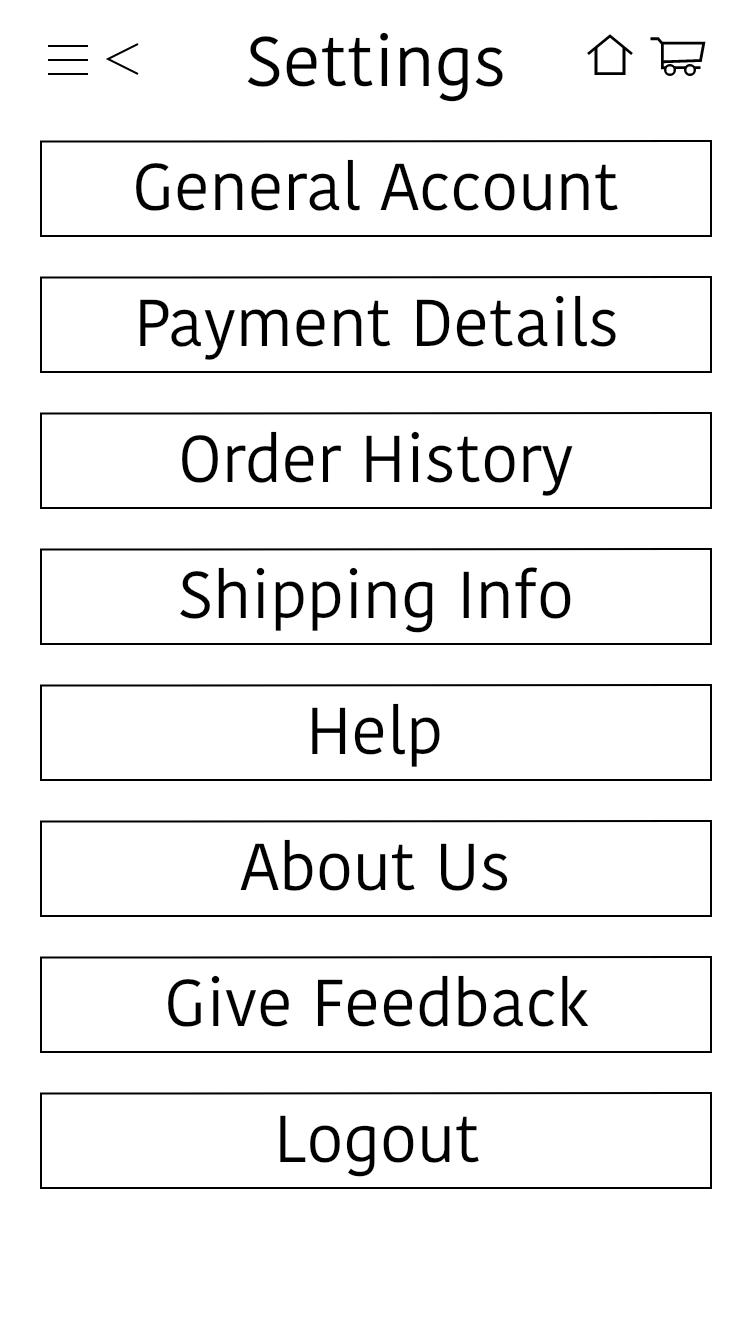 Settings
General Account
Payment Details
Order History
Shipping Info
Help
About Us
Give Feedback
Logout